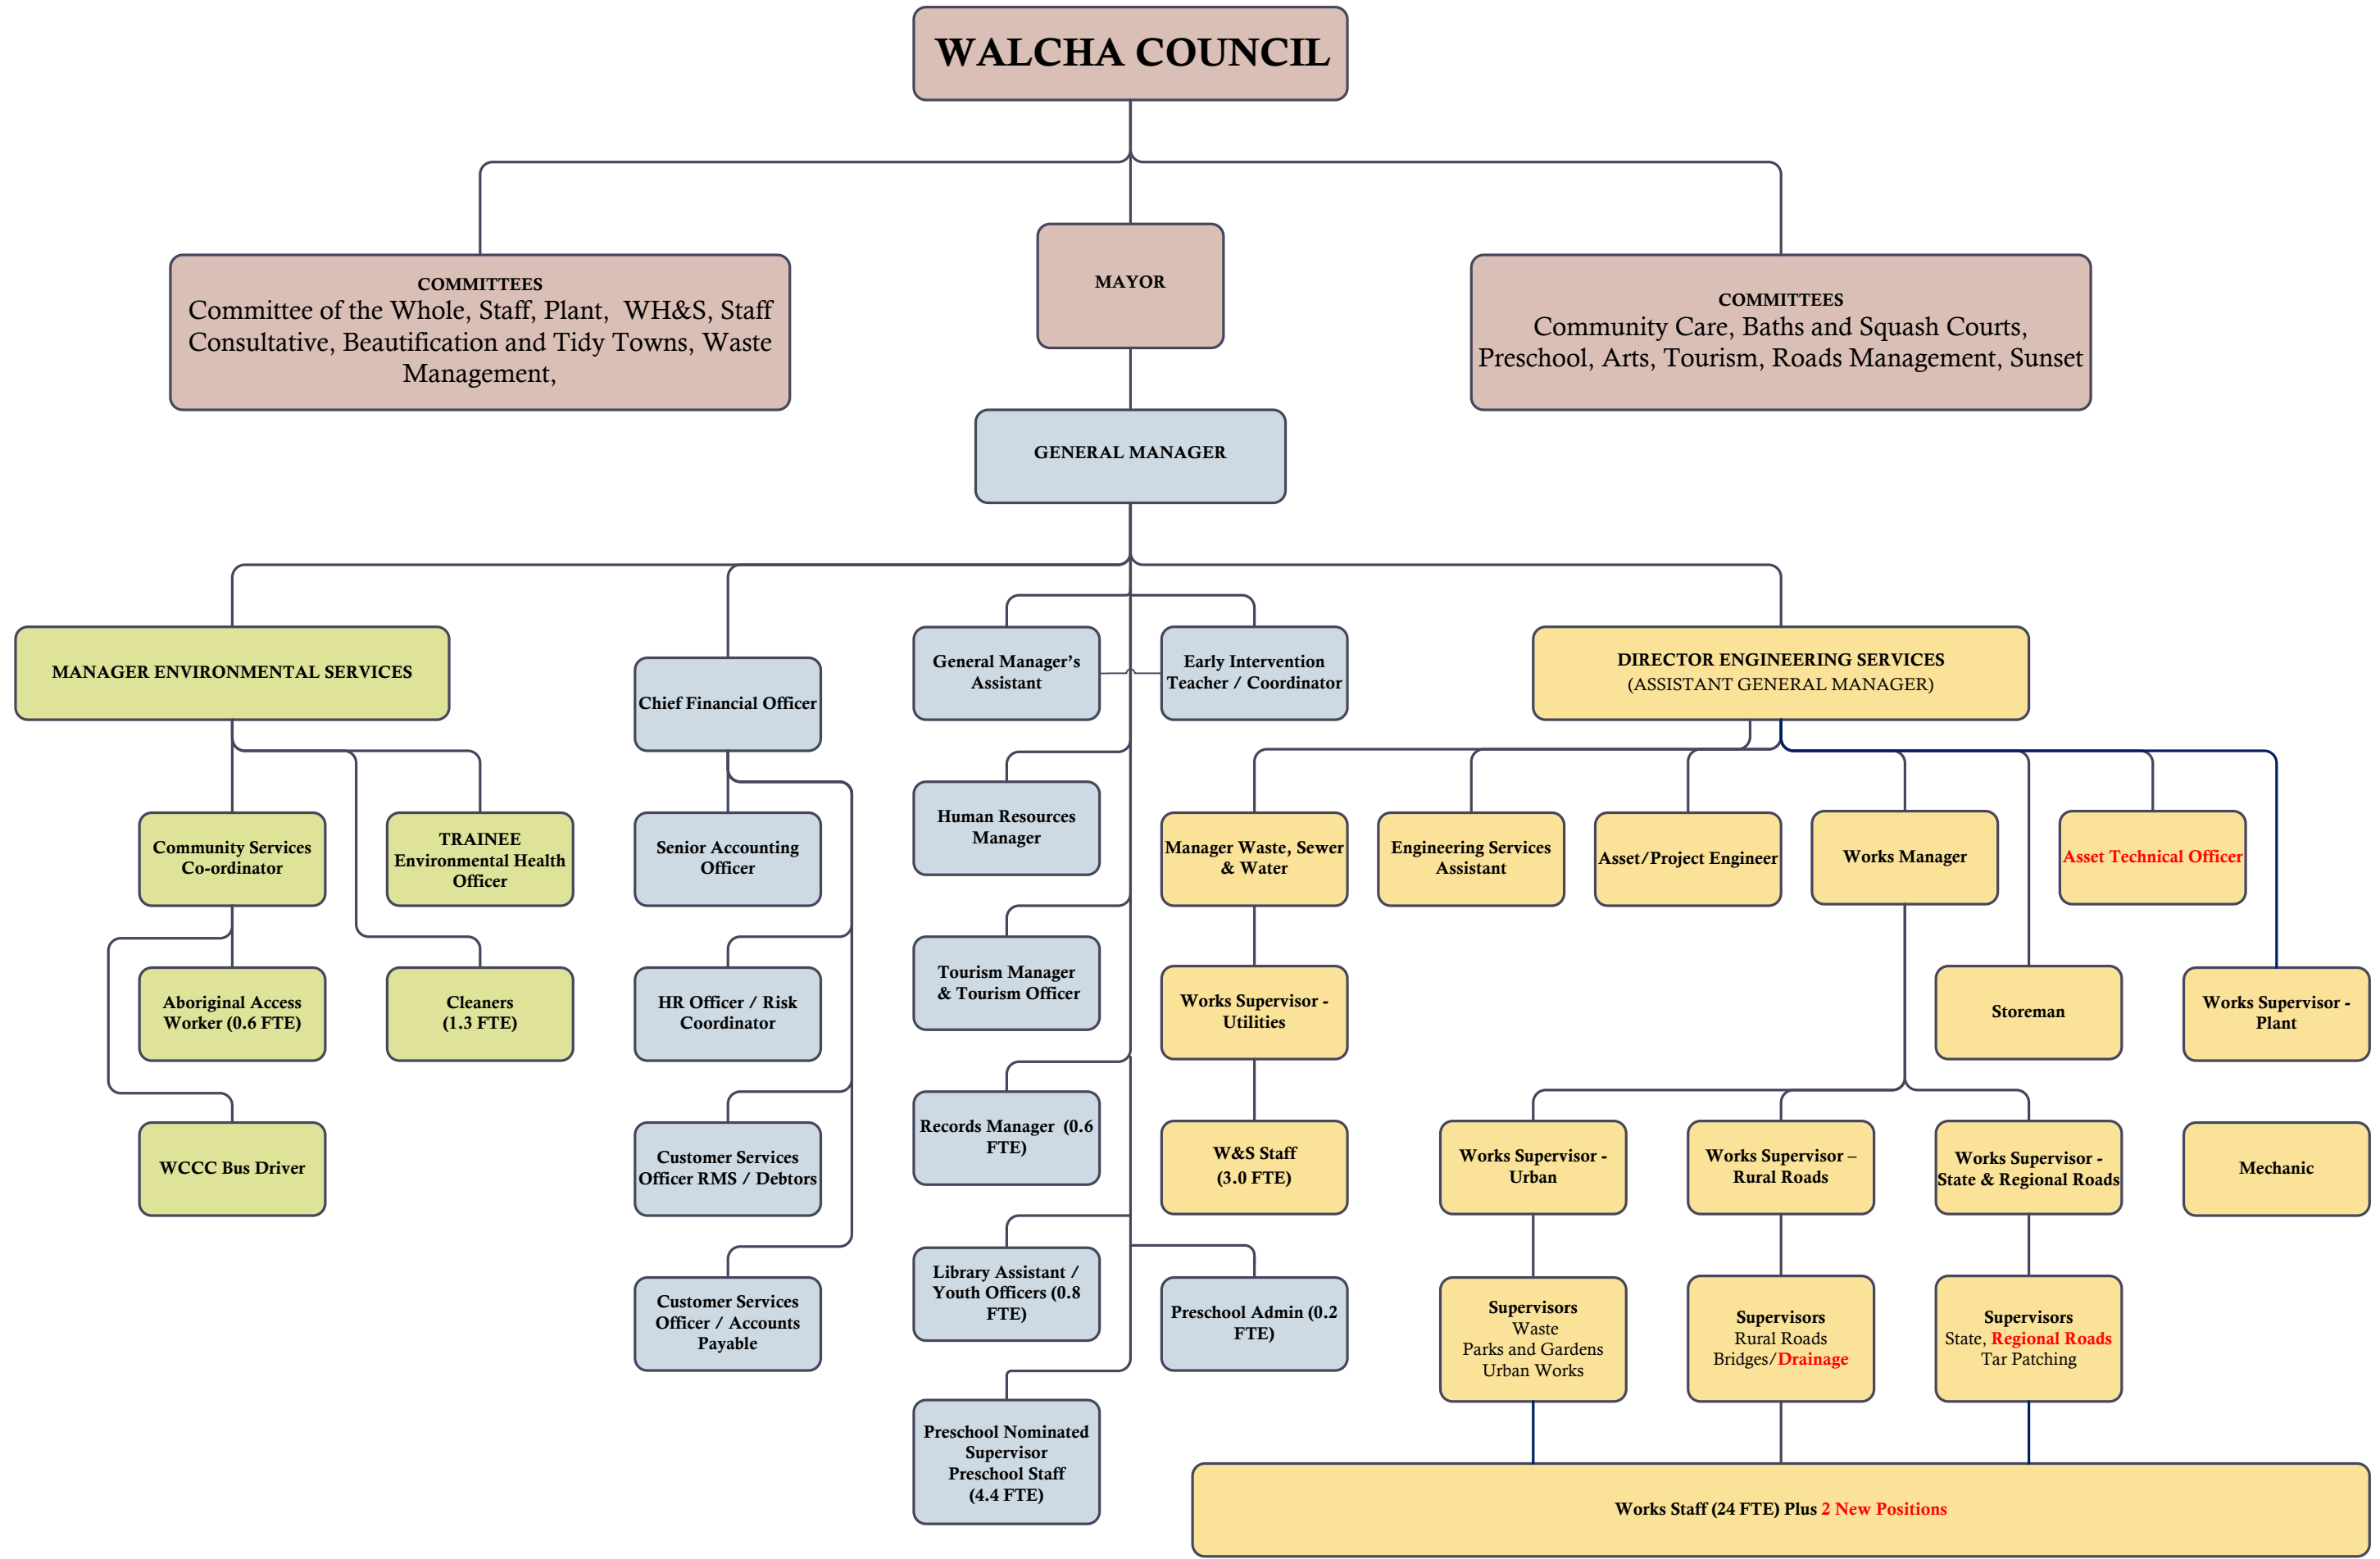 WALCHA COUNCIL
COMMITTEES
Committee of the Whole, Staff, Plant,  WH&S, Staff
Consultative, Beautification and Tidy Towns, Waste
Management,
MAYOR
COMMITTEES
Community Care, Baths and Squash Courts,
Preschool, Arts, Tourism, Roads Management, Sunset
GENERAL MANAGER
MANAGER ENVIRONMENTAL SERVICES
Chief Financial Officer
General Manager’s
Assistant
Early Intervention
Teacher / Coordinator
DIRECTOR ENGINEERING SERVICES
(ASSISTANT GENERAL MANAGER)
Community Services
Co-ordinator
TRAINEE
Environmental Health
Officer
Senior Accounting
Officer
Human Resources
Manager
Manager Waste, Sewer
& Water
Engineering Services
Assistant
Asset/Project Engineer
Works Manager
Asset Technical Officer
Aboriginal Access
Worker (0.6 FTE)
Cleaners
(1.3 FTE)
HR Officer / Risk
Coordinator
Tourism Manager
& Tourism Officer
Works Supervisor -
Utilities
Storeman
Works Supervisor -
Plant
WCCC Bus Driver
Customer Services
Officer RMS / Debtors
Records Manager  (0.6
FTE)
W&S Staff
(3.0 FTE)
Works Supervisor -
Urban
Works Supervisor –
Rural Roads
Works Supervisor -
State & Regional Roads
Mechanic
Customer Services
Officer / Accounts
Payable
Library Assistant /
Youth Officers (0.8
FTE)
Preschool Admin (0.2
FTE)
Supervisors
Waste
Parks and Gardens
Urban Works
Supervisors
Rural Roads
Bridges/Drainage
Supervisors
State, Regional Roads
Tar Patching
Preschool Nominated
Supervisor
Preschool Staff
(4.4 FTE)
Works Staff (24 FTE) Plus 2 New Positions